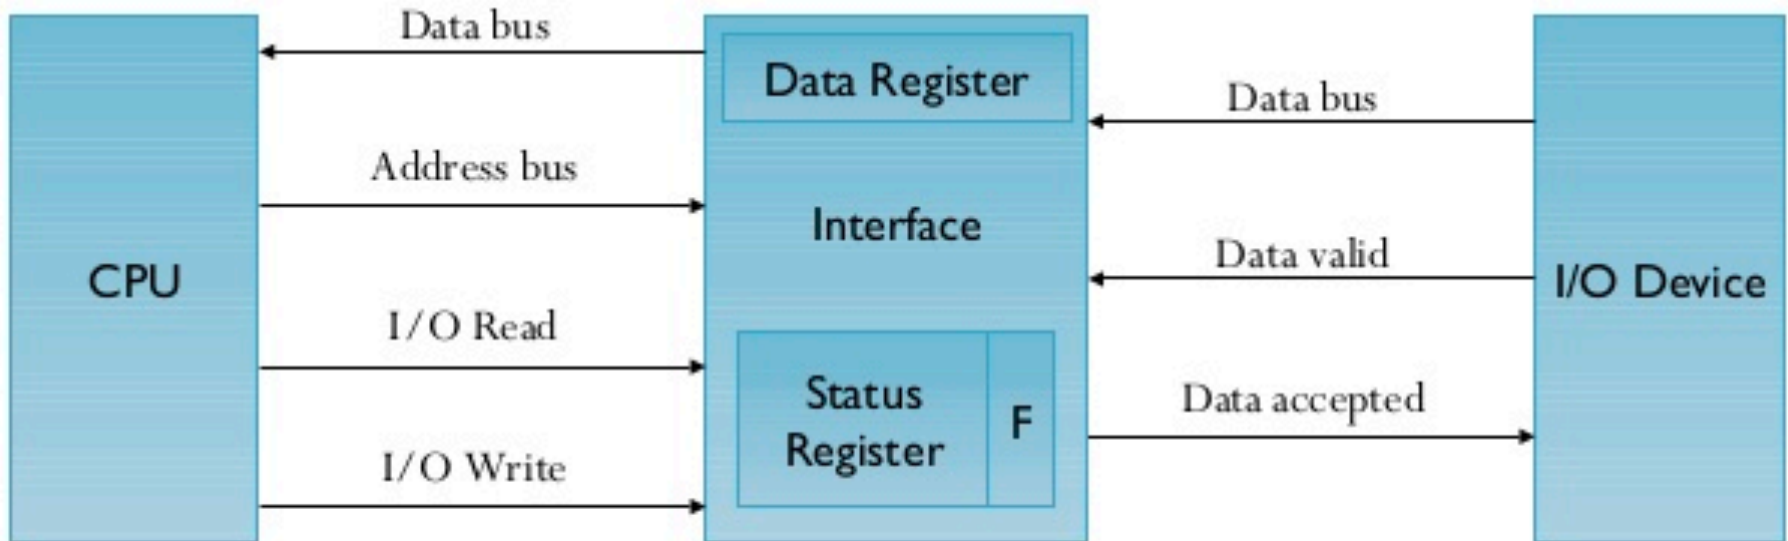 Data bus
Data Register
Data bus
Address bus
Interface
Data valid
CPU
I/O Device
I/O Read
Status
Register
F
Data accepted
I/O Write